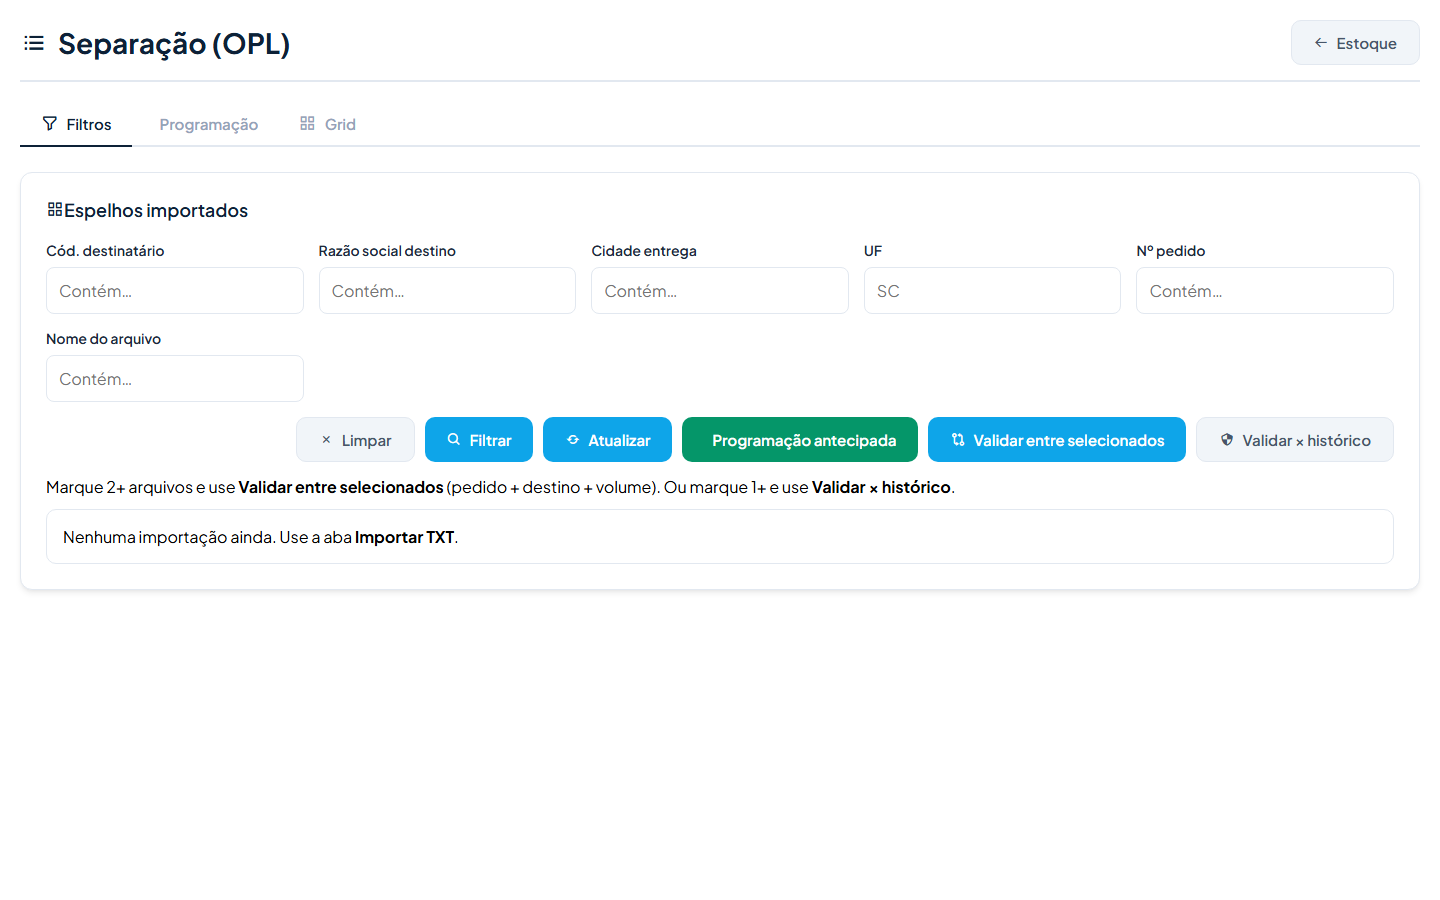 Separação (OPL)
Estoque
Filtros
Programação
Grid
Espelhos importados
Cód. destinatário
Razão social destino
Cidade entrega
UF
Nº pedido
Contém...
Contém...
Contém...
SC
Contém...
Nome do arquivo
Contém...
Limpar
Filtrar
Atualizar
Programação antecipada
Validar entre selecionados
Validar × histórico
Marque 2+ arquivos e use Validar entre selecionados (pedido + destino + volume). Ou marque 1+ e use Validar × histórico.
Nenhuma importação ainda. Use a aba Importar TXT.